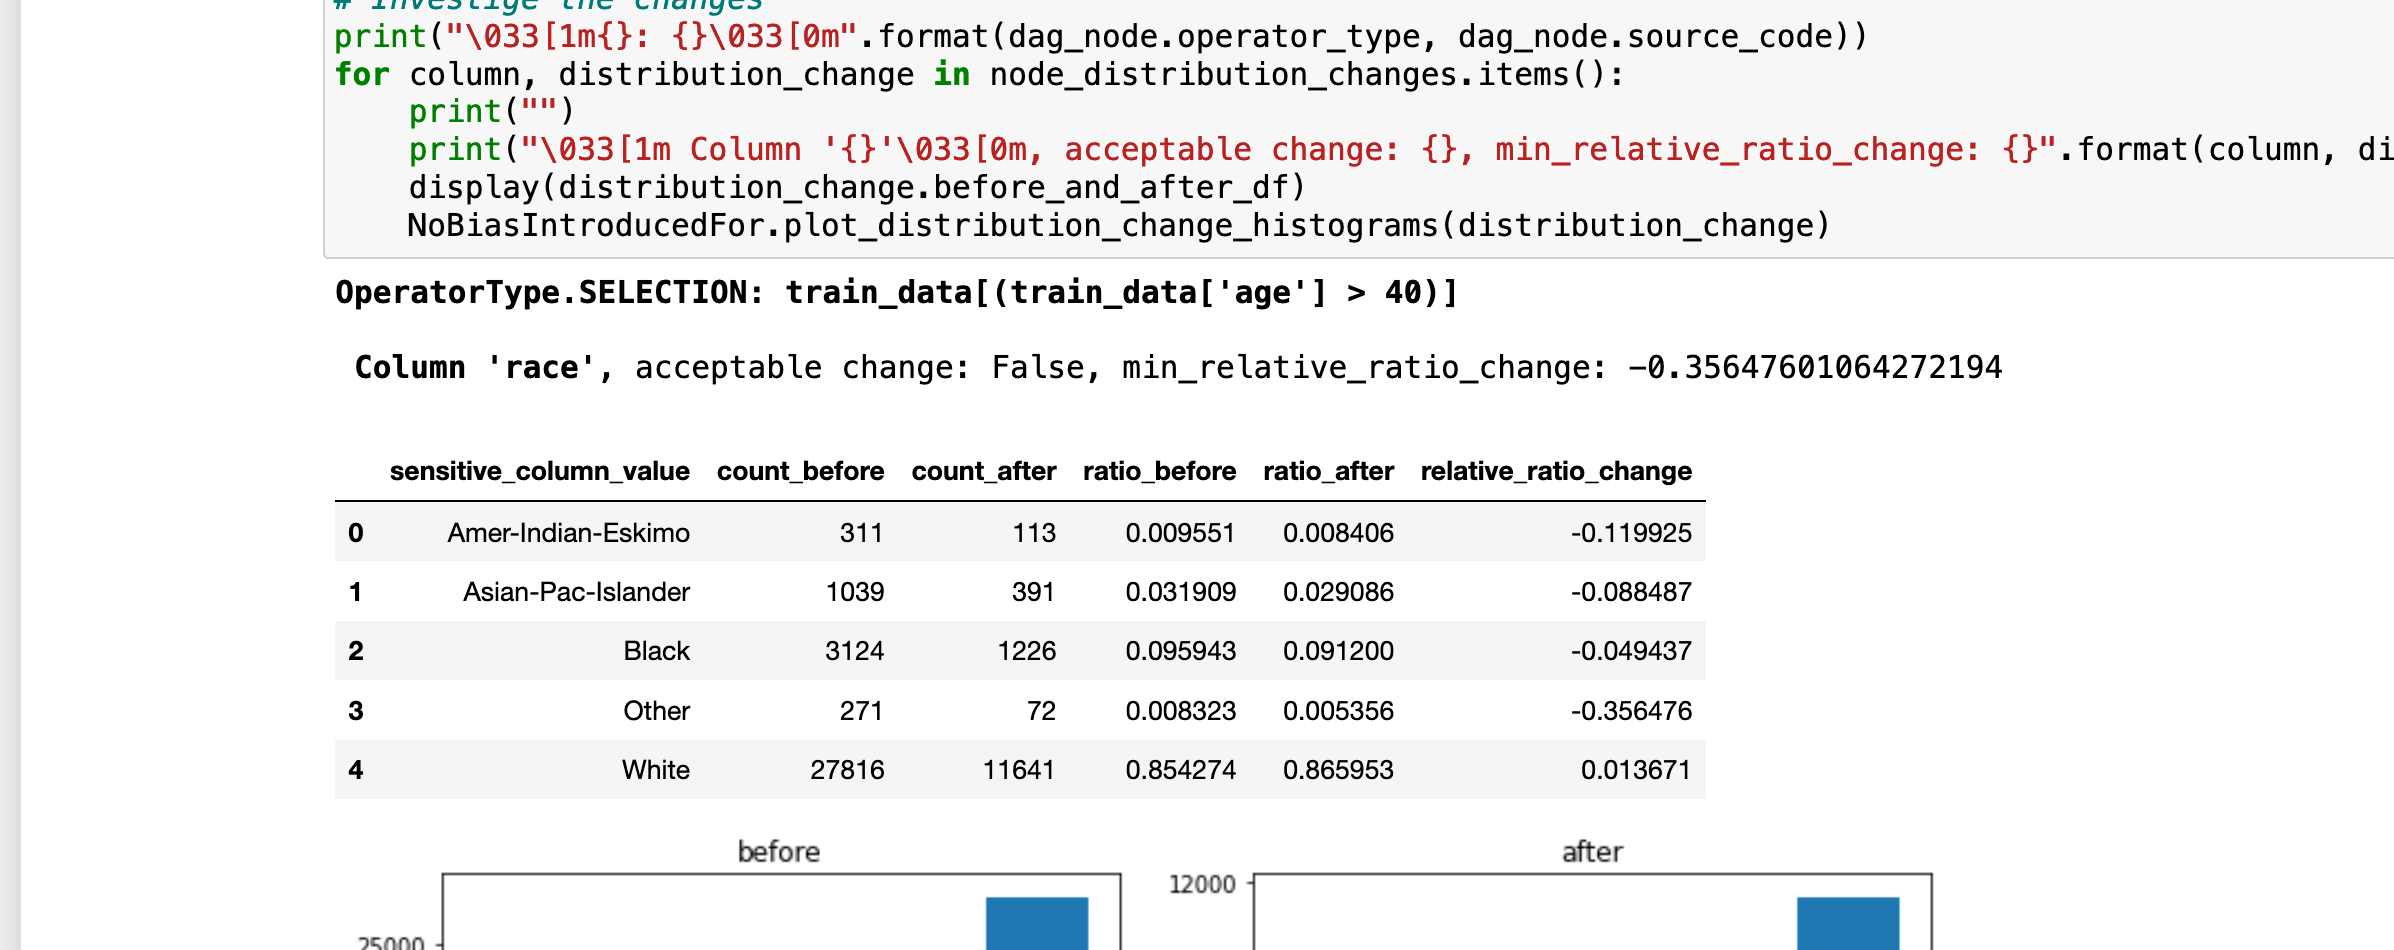 # Investige the changes
print("\033[1m{}: {}\033[0m".format(dag_node.operator_type, dag_node.source_code))
for column, distribution_change in node_distribution_changes.items():
    print("")
    print("\033[1m Column '{}'\033[0m, acceptable change: {}, min_relative_ratio_change: {}".format(column, di
    display(distribution_change.before_and_after_df)
    NoBiasIntroducedFor.plot_distribution_change_histograms(distribution_change)
OperatorType.SELECTION: train_data[(train_data['age'] > 40)]
Column 'race', acceptable change: False, min_relative_ratio_change: -0.35647601064272194
sensitive_column_value count_before count_after ratio_before ratio_after relative_ratio_change
0 Amer-Indian-Eskimo 311 113 0.009551 0.008406 -0.119925
1 Asian-Pac-Islander 1039 391 0.031909 0.029086 -0.088487
2 Black 3124 1226 0.095943 0.091200 -0.049437
3 Other 271 72 0.008323 0.005356 -0.356476
4 White 27816 11641 0.854274 0.865953 0.013671
before after
12000
25000